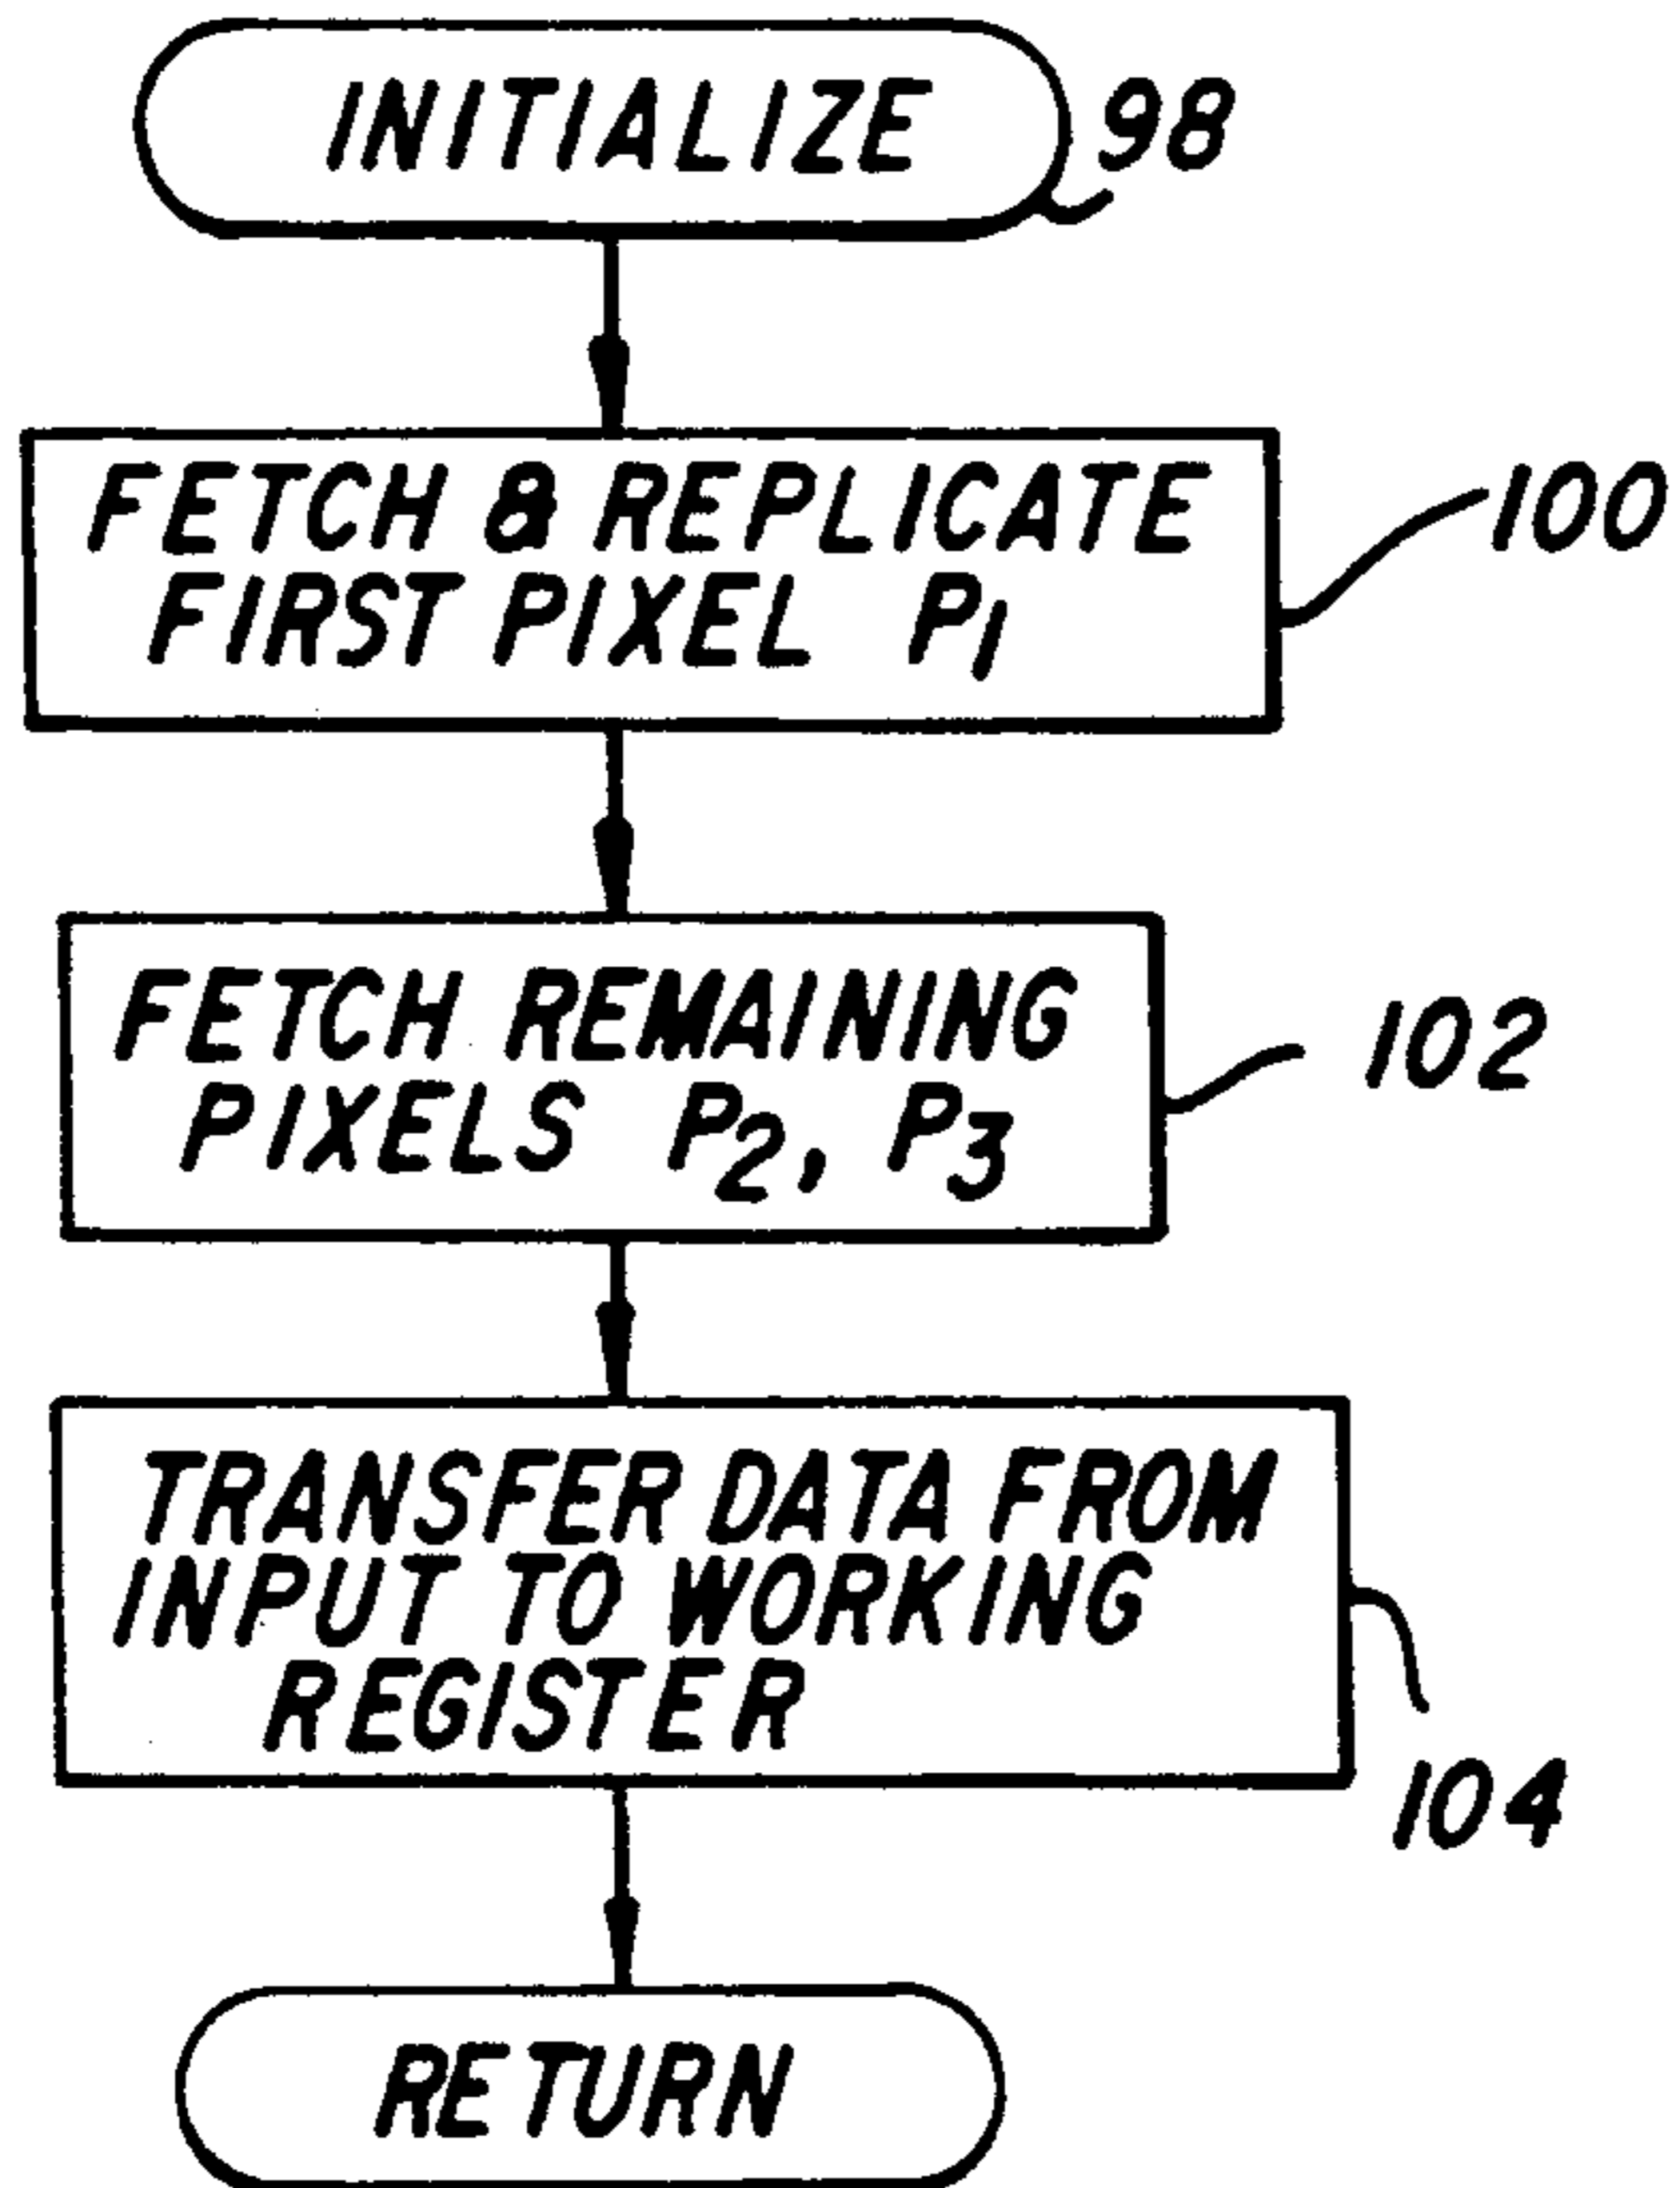 INITIALIZE 98
FETCH & REPLICATE
FIRST PIXEL P1
100
FETCH REMAINING
PIXELS P2, P3
102
TRANSFER DATA FROM
INPUT TO WORKING
REGISTER
104
RETURN